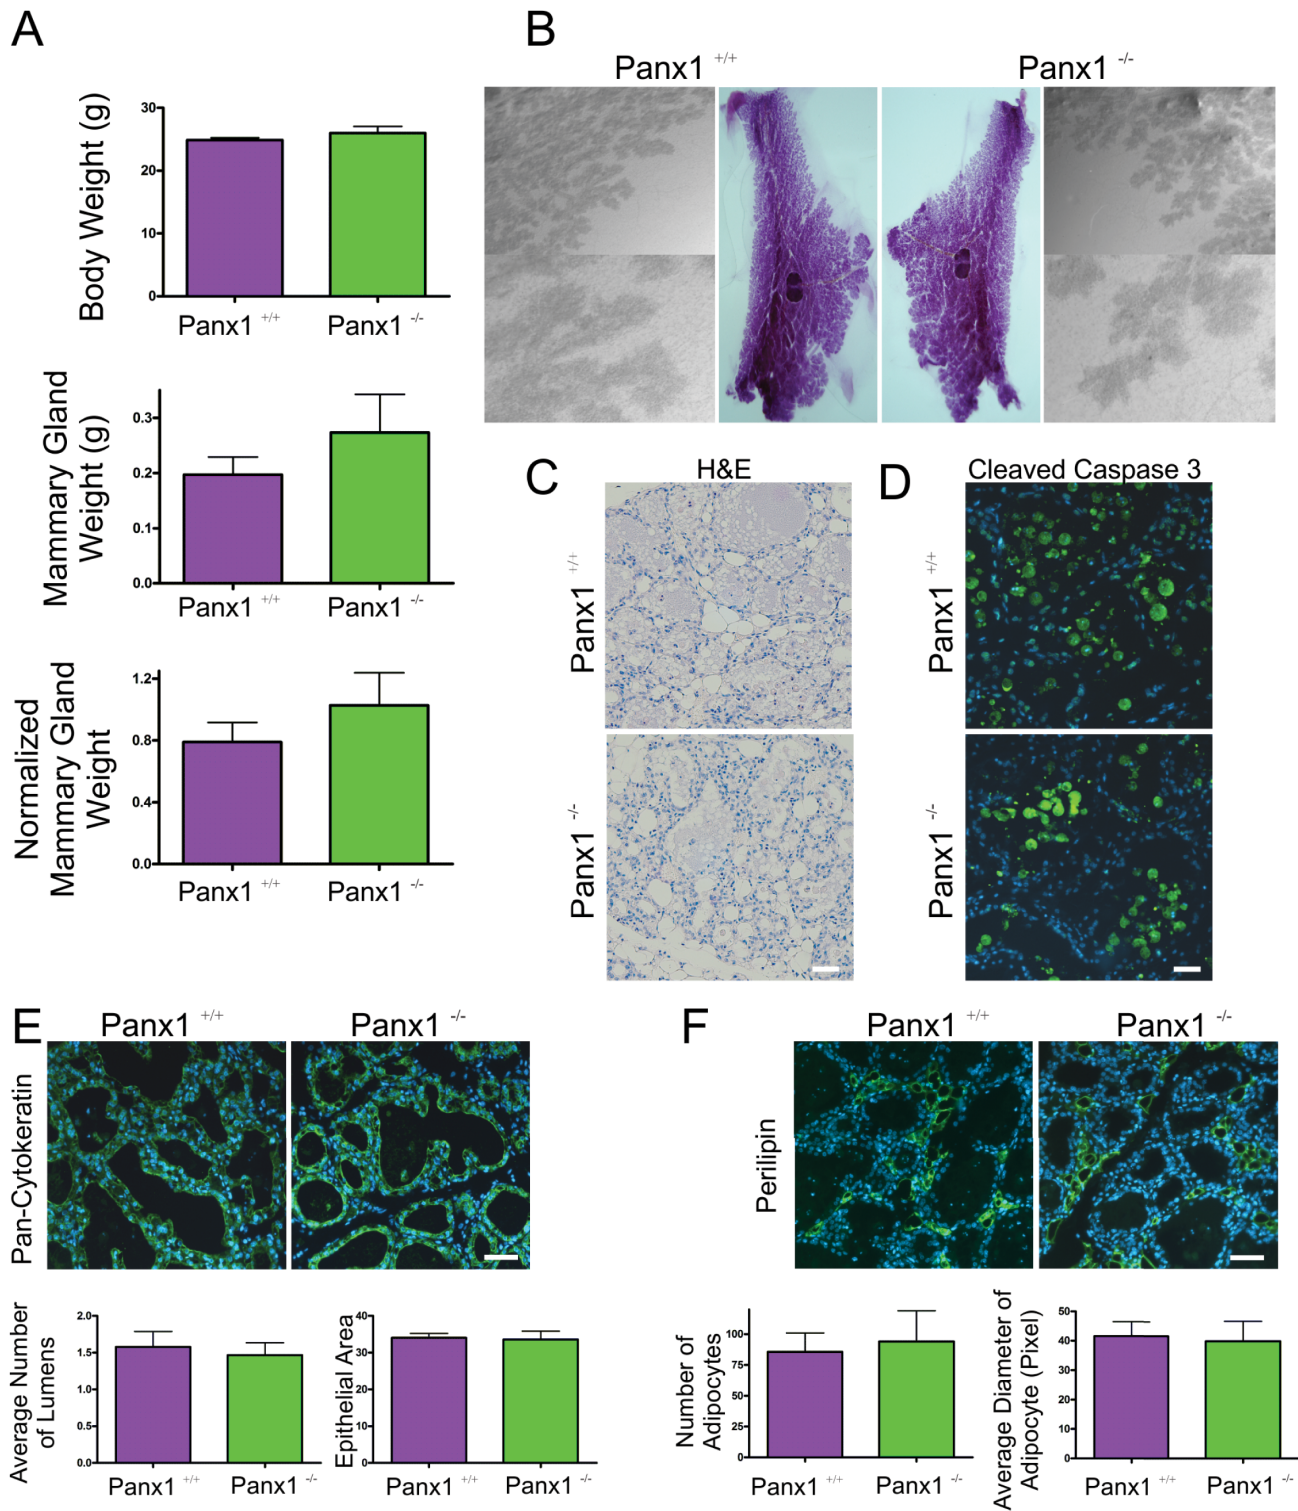 A
Body Weight (g)
30
20
10
0
Panx1 +/+
Panx1 -/-
Mammary Gland
Weight (g)
0.3
0.2
0.1
0.0
Panx1 +/+
Panx1 -/-
Normalized
Mammary Gland
Weight
1.2
0.8
0.4
0.0
Panx1 +/+
Panx1 -/-
B
Panx1 +/+
Panx1 -/-
C
H&E
Panx1 +/+
Panx1 -/-
D
Cleaved Caspase 3
Panx1 +/+
Panx1 -/-
E
Panx1 +/+
Panx1 -/-
Pan-Cytokeratin
Average Number
of Lumens
2.0
1.5
1.0
0.5
0.0
Panx1 +/+
Panx1 -/-
Epithelial Area
40
30
20
10
0
Panx1 +/+
Panx1 -/-
F
Panx1 +/+
Panx1 -/-
Perilipin
Number of
Adipocytes
100
75
50
25
0
Panx1 +/+
Panx1 -/-
Average Diameter of
Adipocyte (Pixel)
50
40
30
20
10
0
Panx1 +/+
Panx1 -/-